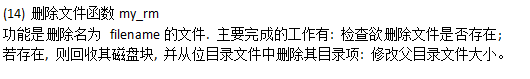 (14) 删除文件函数 my_rm
功能是删除名为 filename 的文件. 主要完成的工作有: 检查欲删除文件是否存在;
若存在, 则回收其磁盘块, 并从位目录文件中删除其目录项: 修改父目录文件大小。